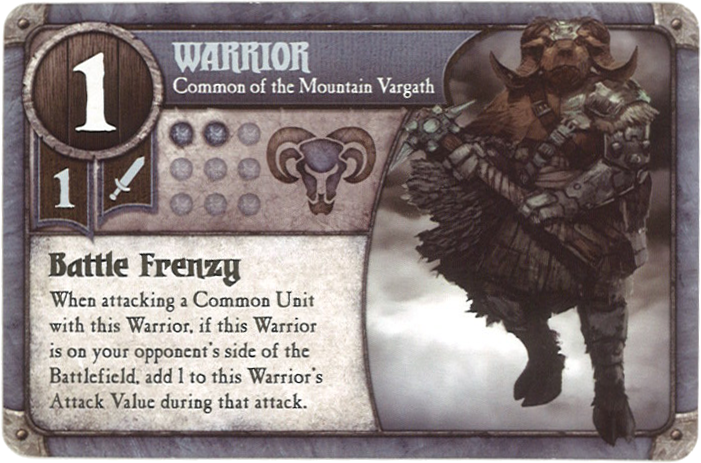 1
WARRIOR
Common of the Mountain Vargath
1
Battle Frenzy
When attacking a Common Unit
with this Warrior, if this Warrior
is on your opponent's side of the
Battlefield, add 1 to this Warrior's
Attack Value during that attack.